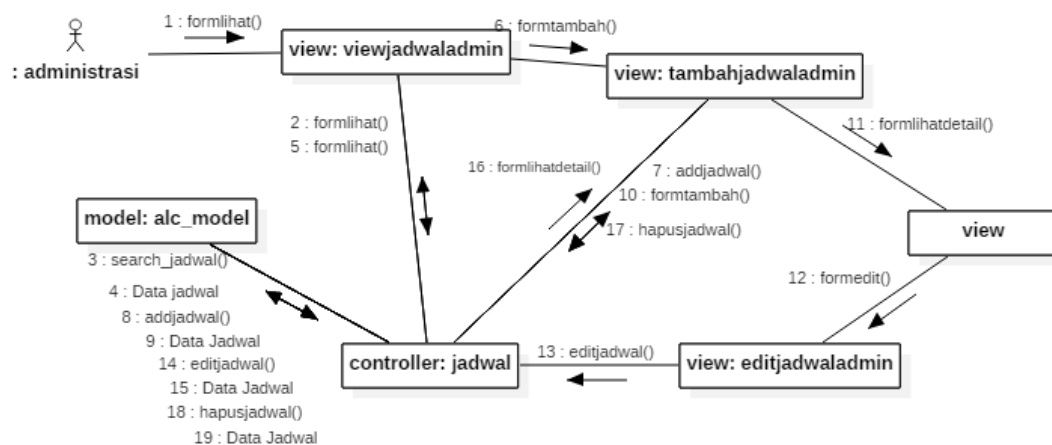 1 : formlihat()
6 : formtambah()
: administrasi
view: viewjadwaladmin
view: tambahjadwaladmin
2 : formlihat()
5 : formlihat()
11 : formlihatdetail()
16 : formlihatdetail()
7 : addjadwal()
10 : formtambah()
17 : hapusjadwal()
model: alc_model
view
3 : search_jadwal()
4 : Data jadwal
8 : addjadwal()
9 : Data Jadwal
14 : editjadwal()
15 : Data Jadwal
18 : hapusjadwal()
19 : Data Jadwal
12 : formedit()
controller: jadwal
13 : editjadwal()
view: editjadwaladmin